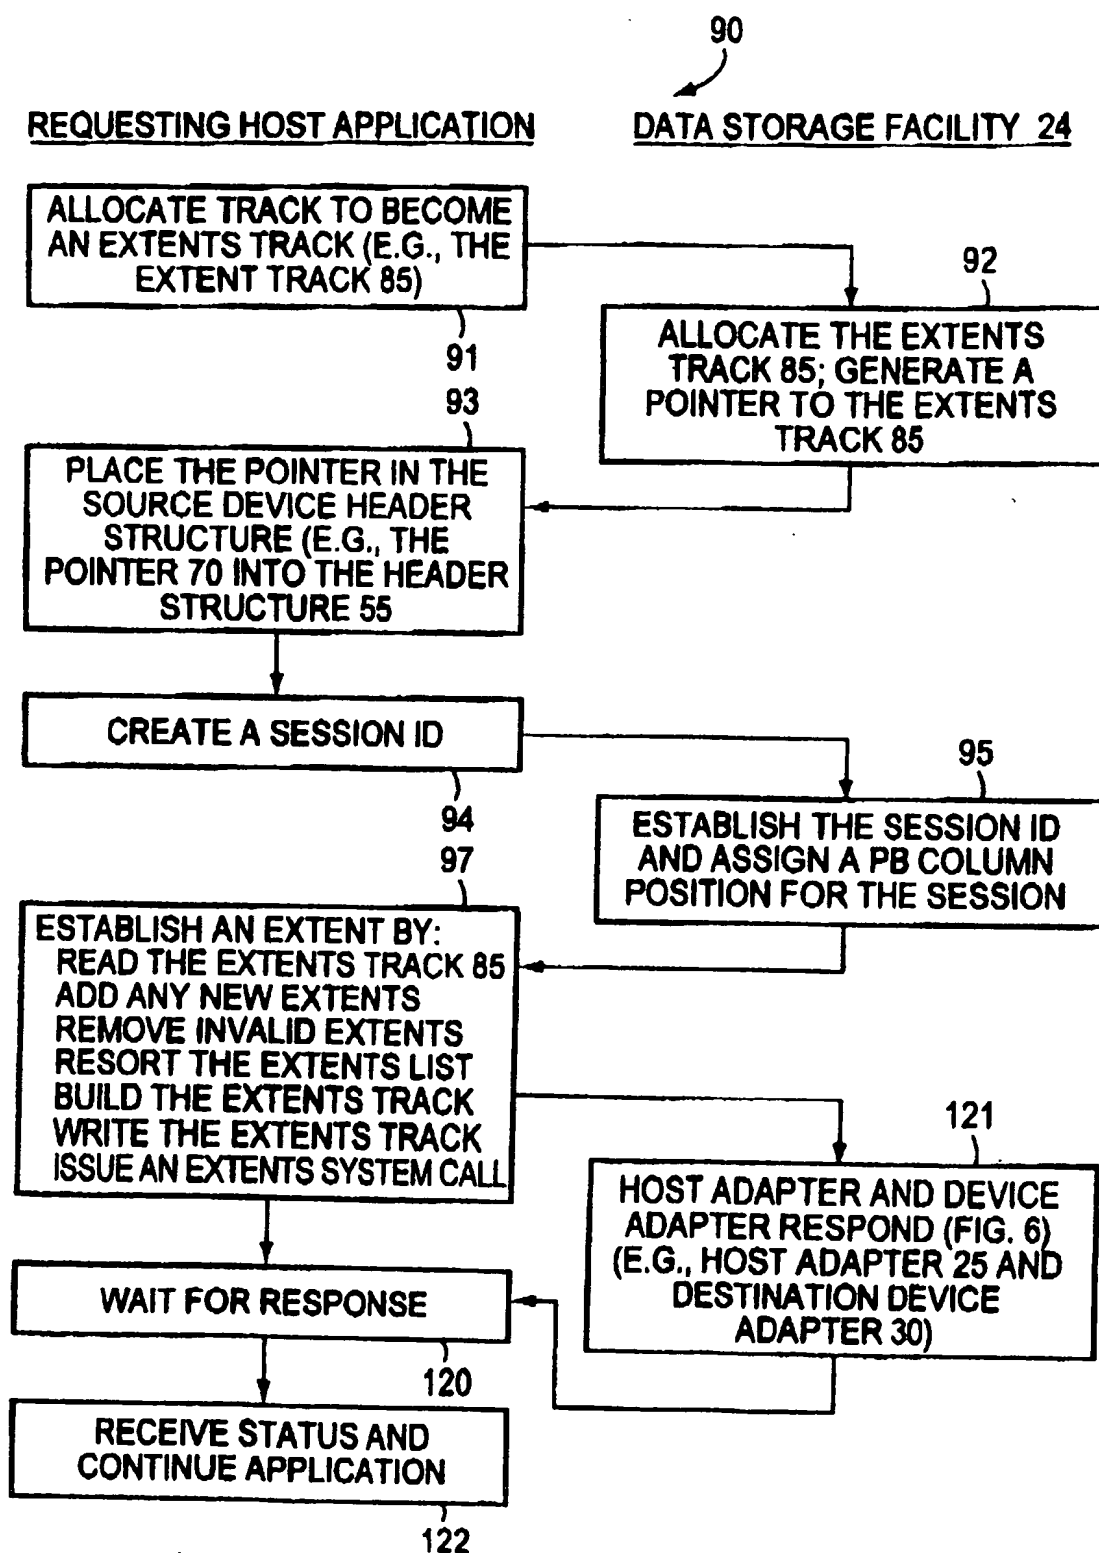 90
REQUESTING HOST APPLICATION
DATA STORAGE FACILITY 24
ALLOCATE TRACK TO BECOME
AN EXTENTS TRACK (E.G., THE
EXTENT TRACK 85)
91
92
ALLOCATE THE EXTENTS
TRACK 85; GENERATE A
POINTER TO THE EXTENTS
TRACK 85
93
PLACE THE POINTER IN THE
SOURCE DEVICE HEADER
STRUCTURE (E.G., THE
POINTER 70 INTO THE HEADER
STRUCTURE 55
CREATE A SESSION ID
94
95
ESTABLISH THE SESSION ID
AND ASSIGN A PB COLUMN
POSITION FOR THE SESSION
97
ESTABLISH AN EXTENT BY:
READ THE EXTENTS TRACK 85
ADD ANY NEW EXTENTS
REMOVE INVALID EXTENTS
RESORT THE EXTENTS LIST
BUILD THE EXTENTS TRACK
WRITE THE EXTENTS TRACK
ISSUE AN EXTENTS SYSTEM CALL
121
HOST ADAPTER AND DEVICE
ADAPTER RESPOND (FIG. 6)
(E.G., HOST ADAPTER 25 AND
DESTINATION DEVICE
ADAPTER 30)
WAIT FOR RESPONSE
120
RECEIVE STATUS AND
CONTINUE APPLICATION
122